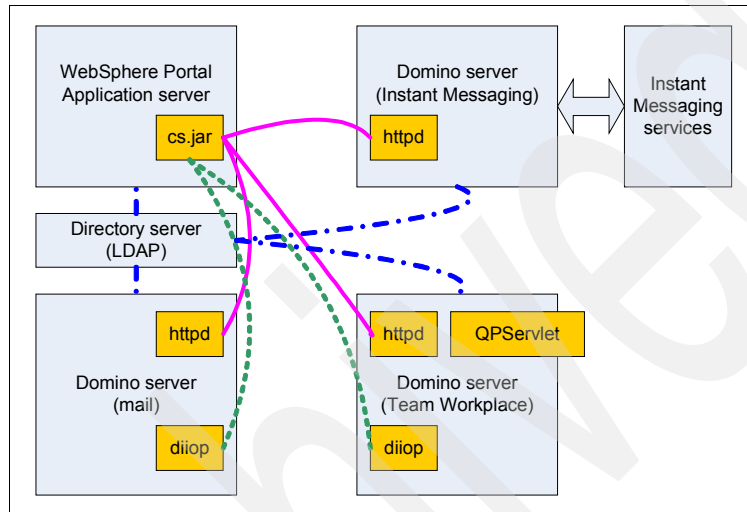 WebSphere Portal
Application server
cs.jar
Domino server
(Instant Messaging)
httpd
Instant
Messaging
services
Directory server
(LDAP)
httpd
Domino server
(mail)
diiop
httpd
QPServlet
Domino server
(Team Workplace)
diiop